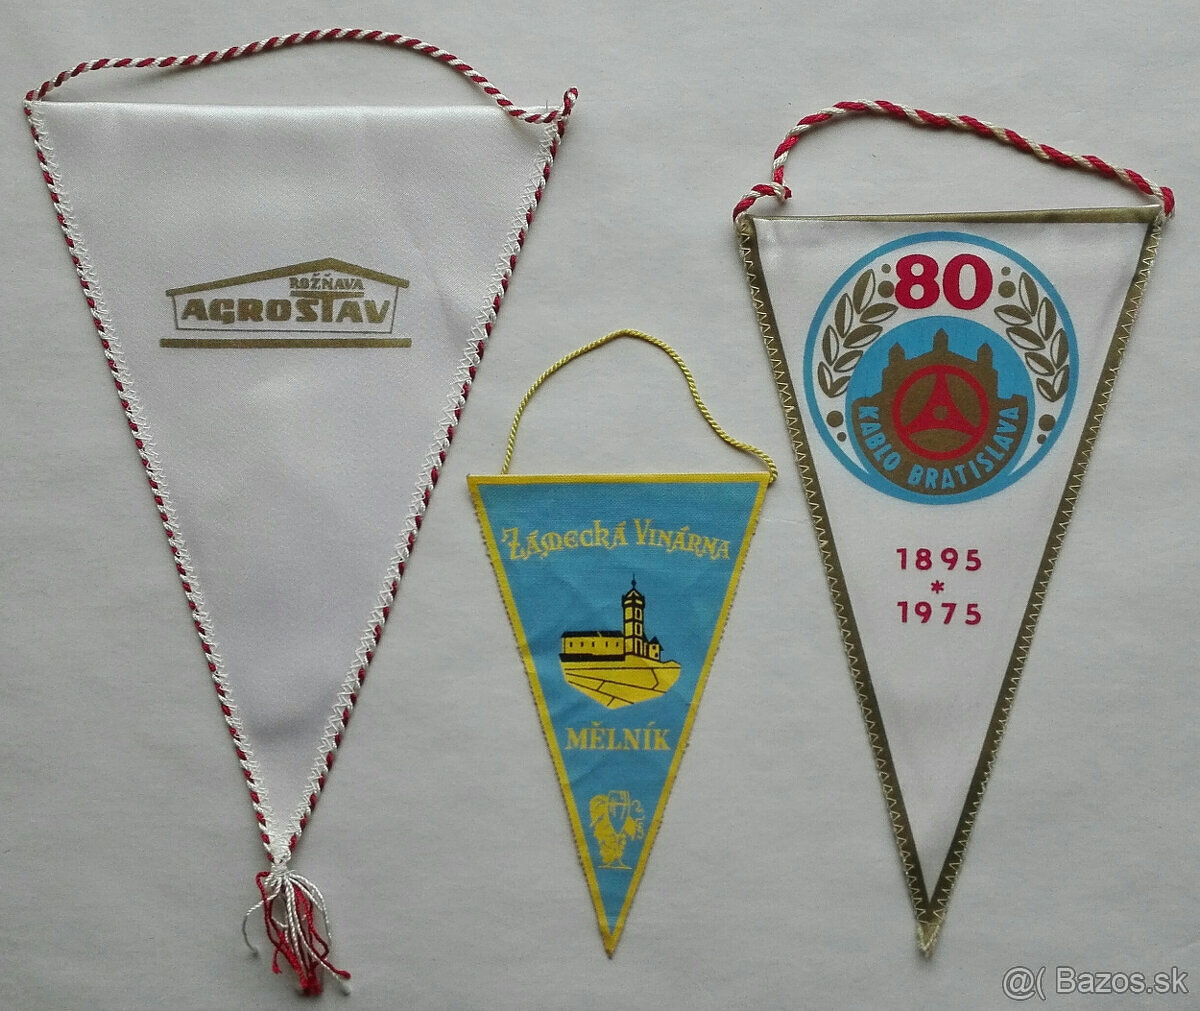 ROŽŇAVA
AGROSTAV
ZÁMECKÁ VINÁRNA
MĚLNÍK
80
KABLO BRATISLAVA
1895
*
1975
@( Bazos.sk